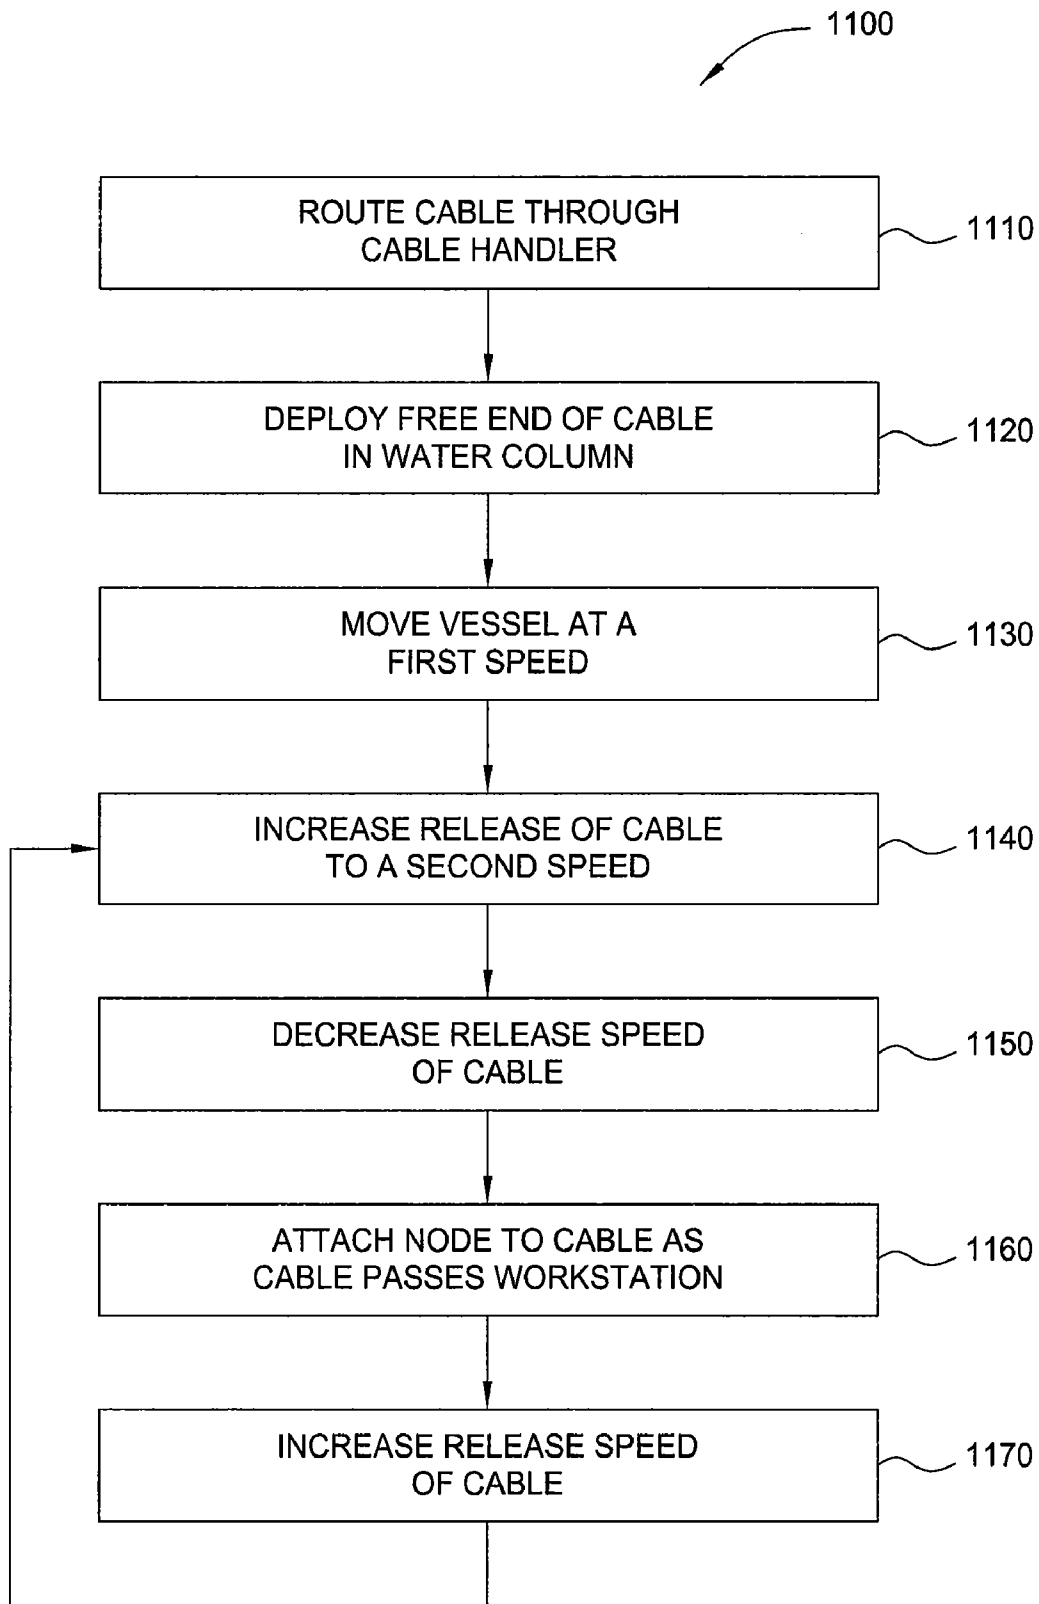 1100
ROUTE CABLE THROUGH
CABLE HANDLER
1110
DEPLOY FREE END OF CABLE
IN WATER COLUMN
1120
MOVE VESSEL AT A
FIRST SPEED
1130
INCREASE RELEASE OF CABLE
TO A SECOND SPEED
1140
DECREASE RELEASE SPEED
OF CABLE
1150
ATTACH NODE TO CABLE AS
CABLE PASSES WORKSTATION
1160
INCREASE RELEASE SPEED
OF CABLE
1170